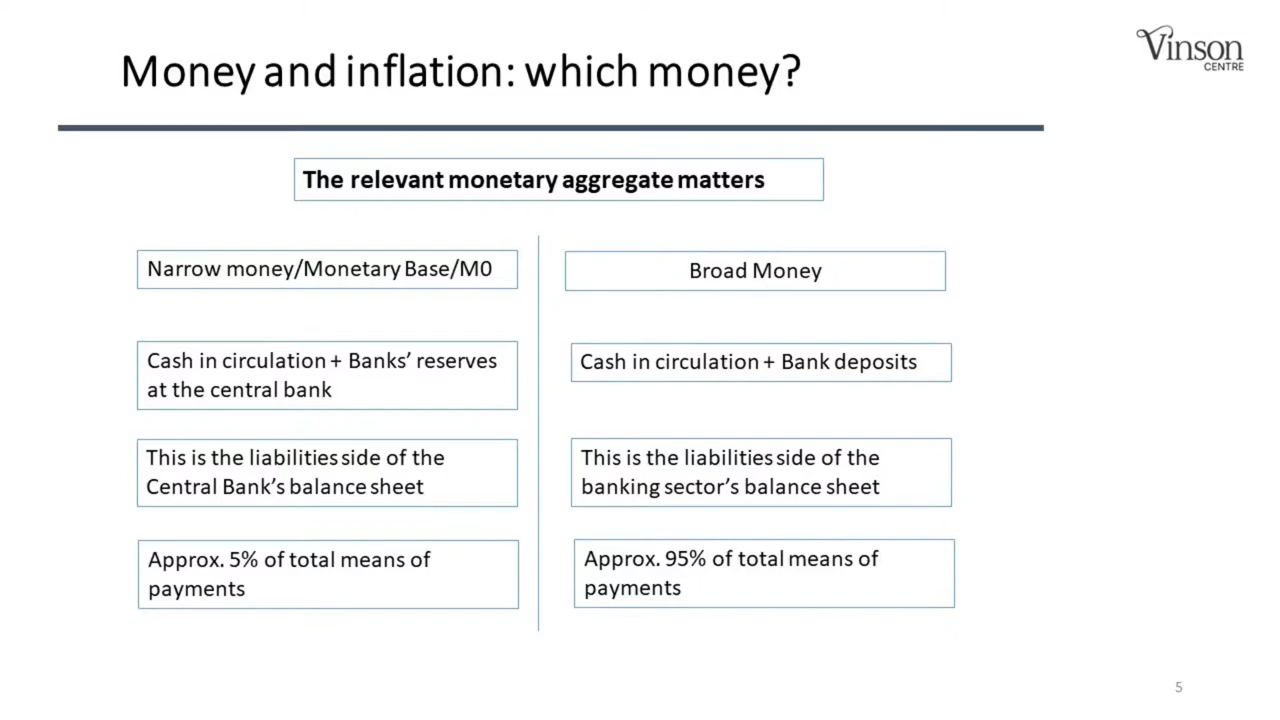 Vinson
CENTRE
Money and inflation: which money?
The relevant monetary aggregate matters
Narrow money/Monetary Base/M0
Cash in circulation + Banks’ reserves
at the central bank
This is the liabilities side of the
Central Bank’s balance sheet
Approx. 5% of total means of
payments
Broad Money
Cash in circulation + Bank deposits
This is the liabilities side of the
banking sector’s balance sheet
Approx. 95% of total means of
payments
5